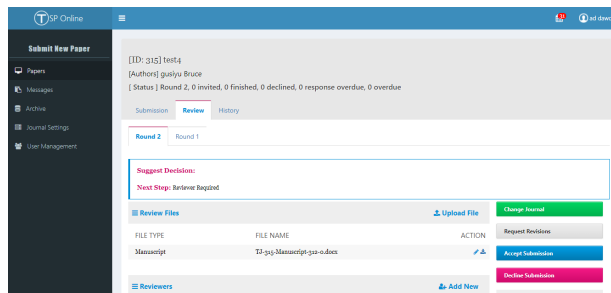 TSP Online
21
ad daws
Submit New Paper
Papers
Messages
Archive
Journal Settings
User Management
[ID: 315] test4
[Authors] gusiyu Bruce
[ Status ] Round 2, 0 invited, 0 finished, 0 declined, 0 response overdue, 0 overdue
Submission Review History
Round 2 Round 1
Suggest Decision:
Next Step: Reviewer Required
Review Files Upload File
FILE TYPE FILE NAME ACTION
Manuscript TJ-315-Manuscript-312-0.docx
Reviewers Add New
Change Journal
Request Revisions
Accept Submission
Decline Submission